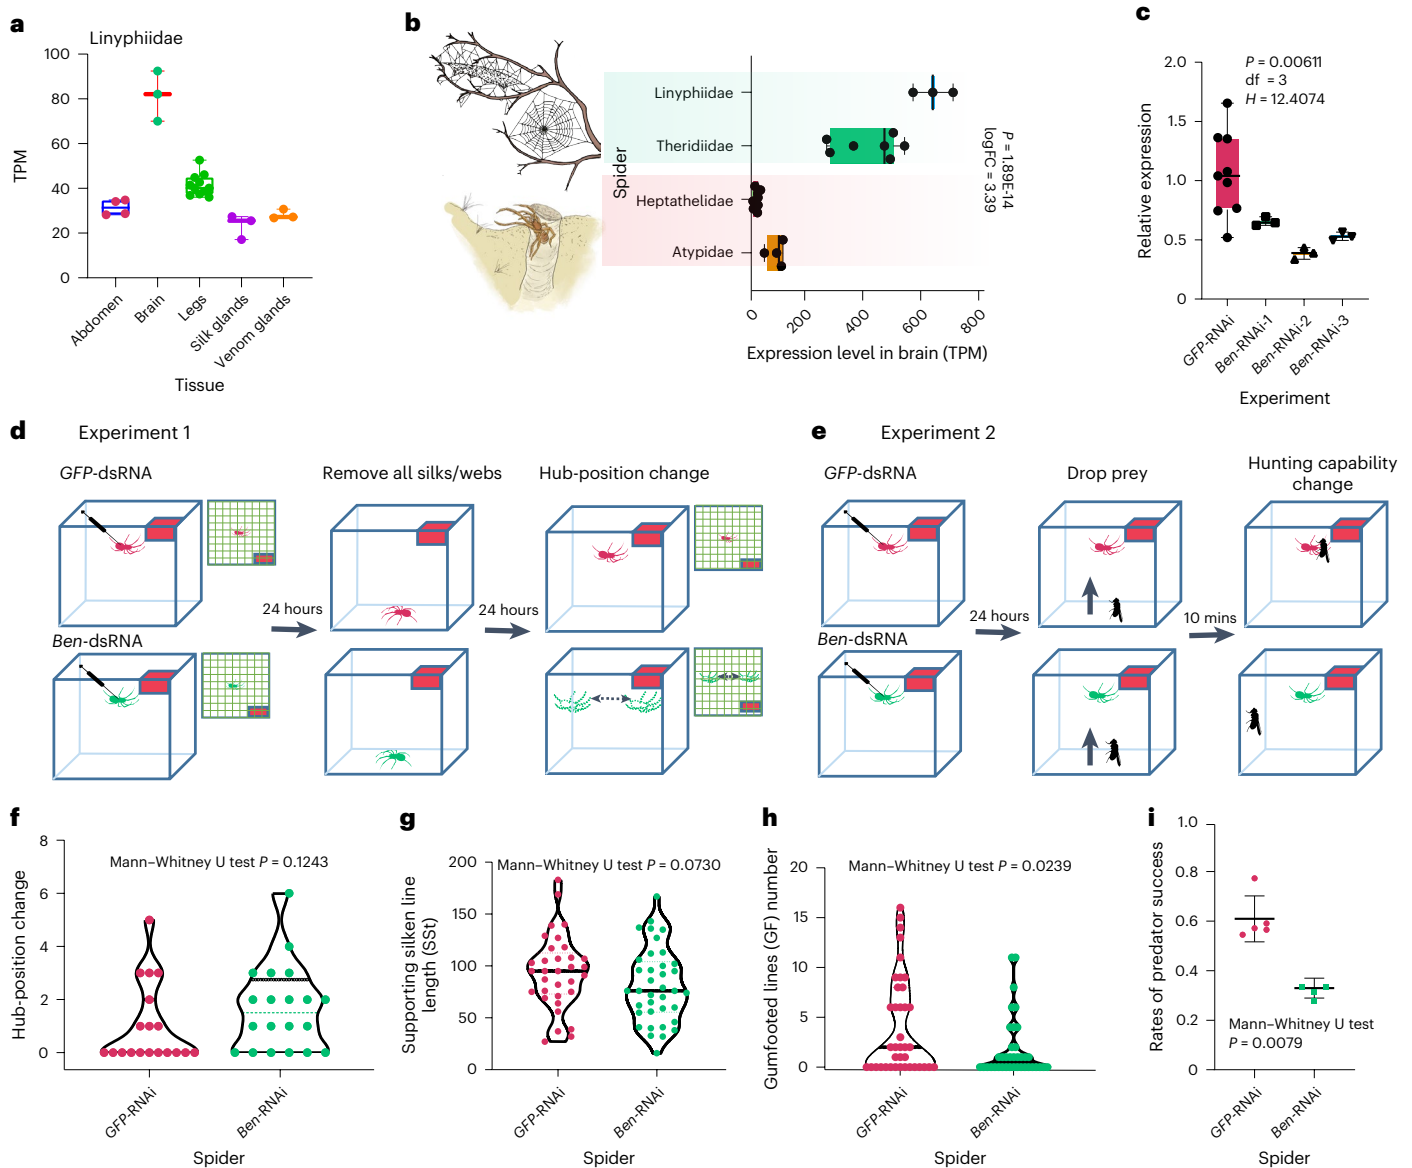 a
Linyphiidae
100
80
60
40
20
0
TPM
Abdomen
Brain
Legs
Silk glands
Venom glands
Tissue
b
Spider
Linyphiidae
Theridiidae
Heptathelidae
Atypidae
0
200
400
600
800
Expression level in brain (TPM)
P = 1.89E-14
logFC = 3.39
c
P = 0.00611
df = 3
H = 12.4074
2.0
1.5
1.0
0.5
0
Relative expression
GFP-RNAi
Ben-RNAi-1
Ben-RNAi-2
Ben-RNAi-3
Experiment
d
Experiment 1
GFP-dsRNA
Remove all silks/webs
Hub-position change
24 hours
24 hours
Ben-dsRNA
e
Experiment 2
GFP-dsRNA
Drop prey
Hunting capability
change
24 hours
10 mins
Ben-dsRNA
f
Mann–Whitney U test P = 0.1243
8
6
4
2
0
Hub-position change
GFP-RNAi
Ben-RNAi
Spider
g
Mann–Whitney U test P = 0.0730
200
150
100
50
0
Supporting silken line
length (SSt)
GFP-RNAi
Ben-RNAi
Spider
h
Mann–Whitney U test P = 0.0239
20
15
10
5
0
Gumfooted lines (GF) number
GFP-RNAi
Ben-RNAi
Spider
i
1.0
0.8
0.6
0.4
0.2
0
Rates of predator success
Mann–Whitney U test
P = 0.0079
GFP-RNAi
Ben-RNAi
Spider